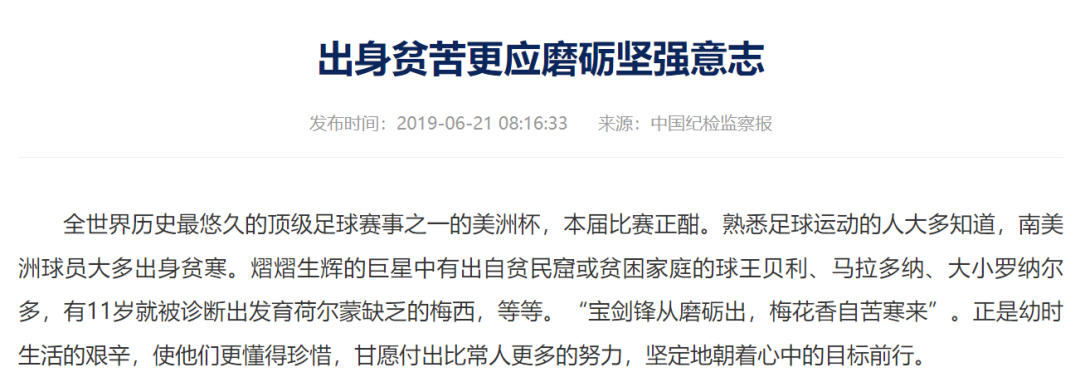 出身贫苦更应磨砺坚强意志
发布时间：2019-06-21 08:16:33 来源：中国纪检监察报
全世界历史最悠久的顶级足球赛事之一的美洲杯，本届比赛正酣。熟悉足球运动的人大多知道，南美
洲球员大多出身贫寒。熠熠生辉的巨星中有出自贫民窟或贫困家庭的球王贝利、马拉多纳、大小罗纳尔
多，有11岁就被诊断出发育荷尔蒙缺乏的梅西，等等。“宝剑锋从磨砺出，梅花香自苦寒来”。正是幼时
生活的艰辛，使他们更懂得珍惜，甘愿付出比常人更多的努力，坚定地朝着心中的目标前行。